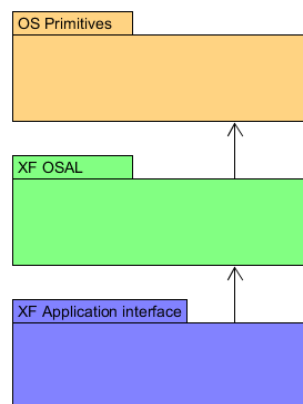 OS Primitives
XF OSAL
XF Application interface